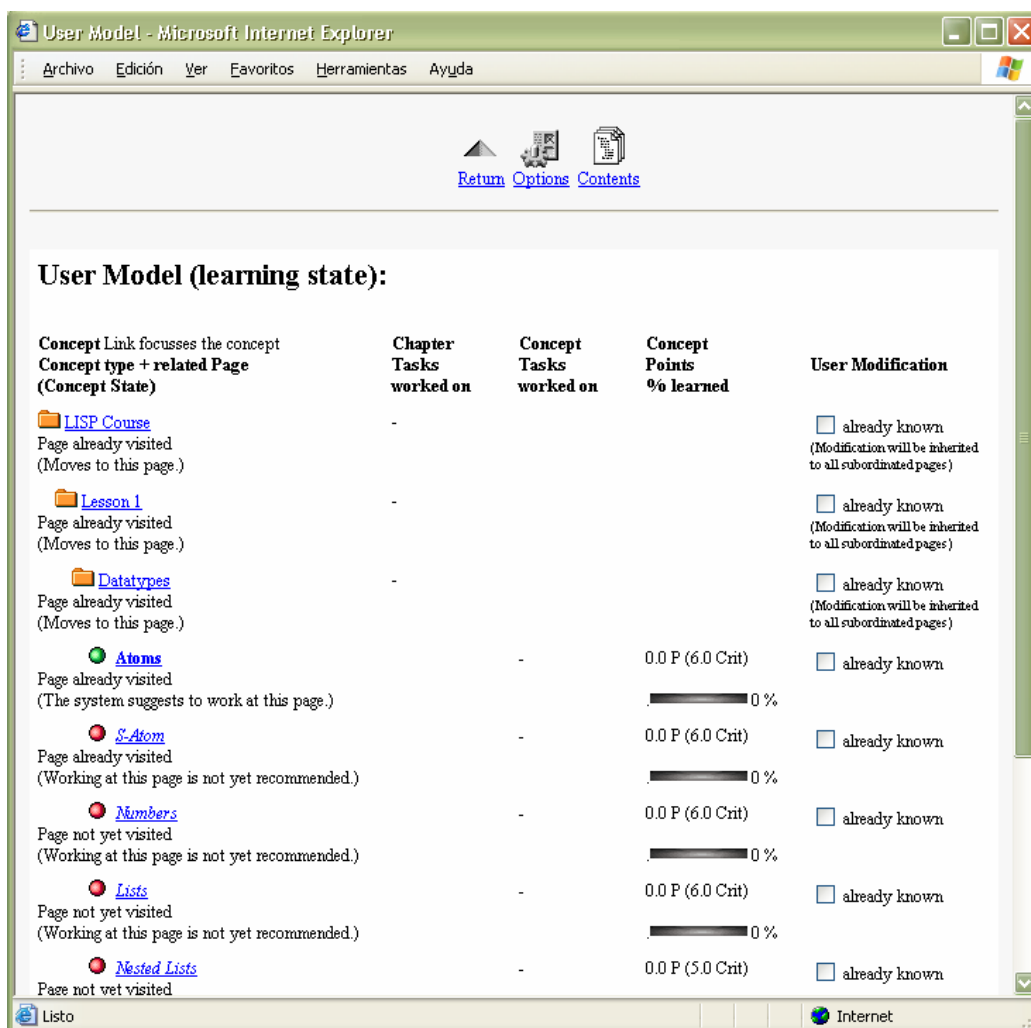 User Model - Microsoft Internet Explorer
Archivo Edición Ver Favoritos Herramientas Ayuda
Return Options Contents
User Model (learning state):
Concept Link focusses the concept Chapter Concept Concept
Concept type + related Page Tasks Tasks Points User Modification
(Concept State) worked on worked on % learned
LISP Course - already known
Page already visited (Modification will be inherited
(Moves to this page.) to all subordinated pages)
Lesson 1 - already known
Page already visited (Modification will be inherited
(Moves to this page.) to all subordinated pages)
Datatypes - already known
Page already visited (Modification will be inherited
(Moves to this page.) to all subordinated pages)
Atoms - 0.0 P (6.0 Crit) already known
Page already visited
(The system suggests to work at this page.) 0 %
S-Atom - 0.0 P (6.0 Crit) already known
Page already visited
(Working at this page is not yet recommended.) 0 %
Numbers - 0.0 P (6.0 Crit) already known
Page not yet visited
(Working at this page is not yet recommended.) 0 %
Lists - 0.0 P (6.0 Crit) already known
Page not yet visited
(Working at this page is not yet recommended.) 0 %
Nested Lists - 0.0 P (5.0 Crit) already known
Page not yet visited
Listo Internet